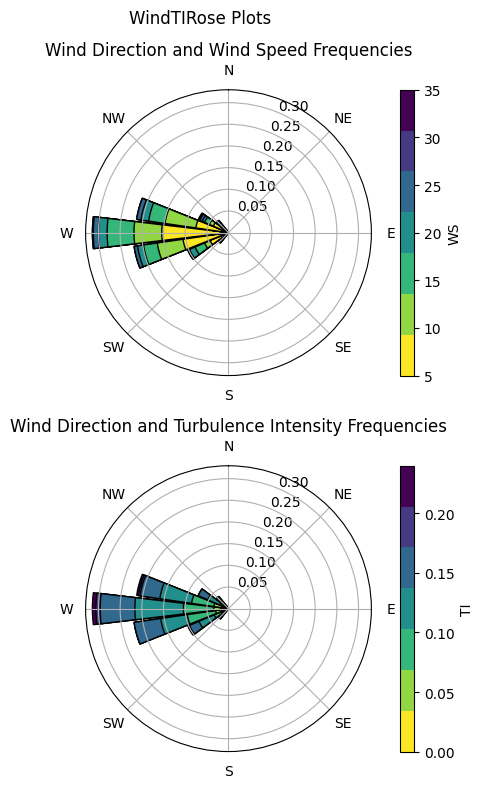 WindTIRose Plots
Wind Direction and Wind Speed Frequencies
N
NW
NE
0.30
0.25
0.20
0.15
0.10
0.05
W
E
SW
SE
S
35
30
25
20
15
10
5
WS
Wind Direction and Turbulence Intensity Frequencies
N
NW
NE
0.30
0.25
0.20
0.15
0.10
0.05
W
E
SW
SE
S
0.20
0.15
0.10
0.05
0.00
TI